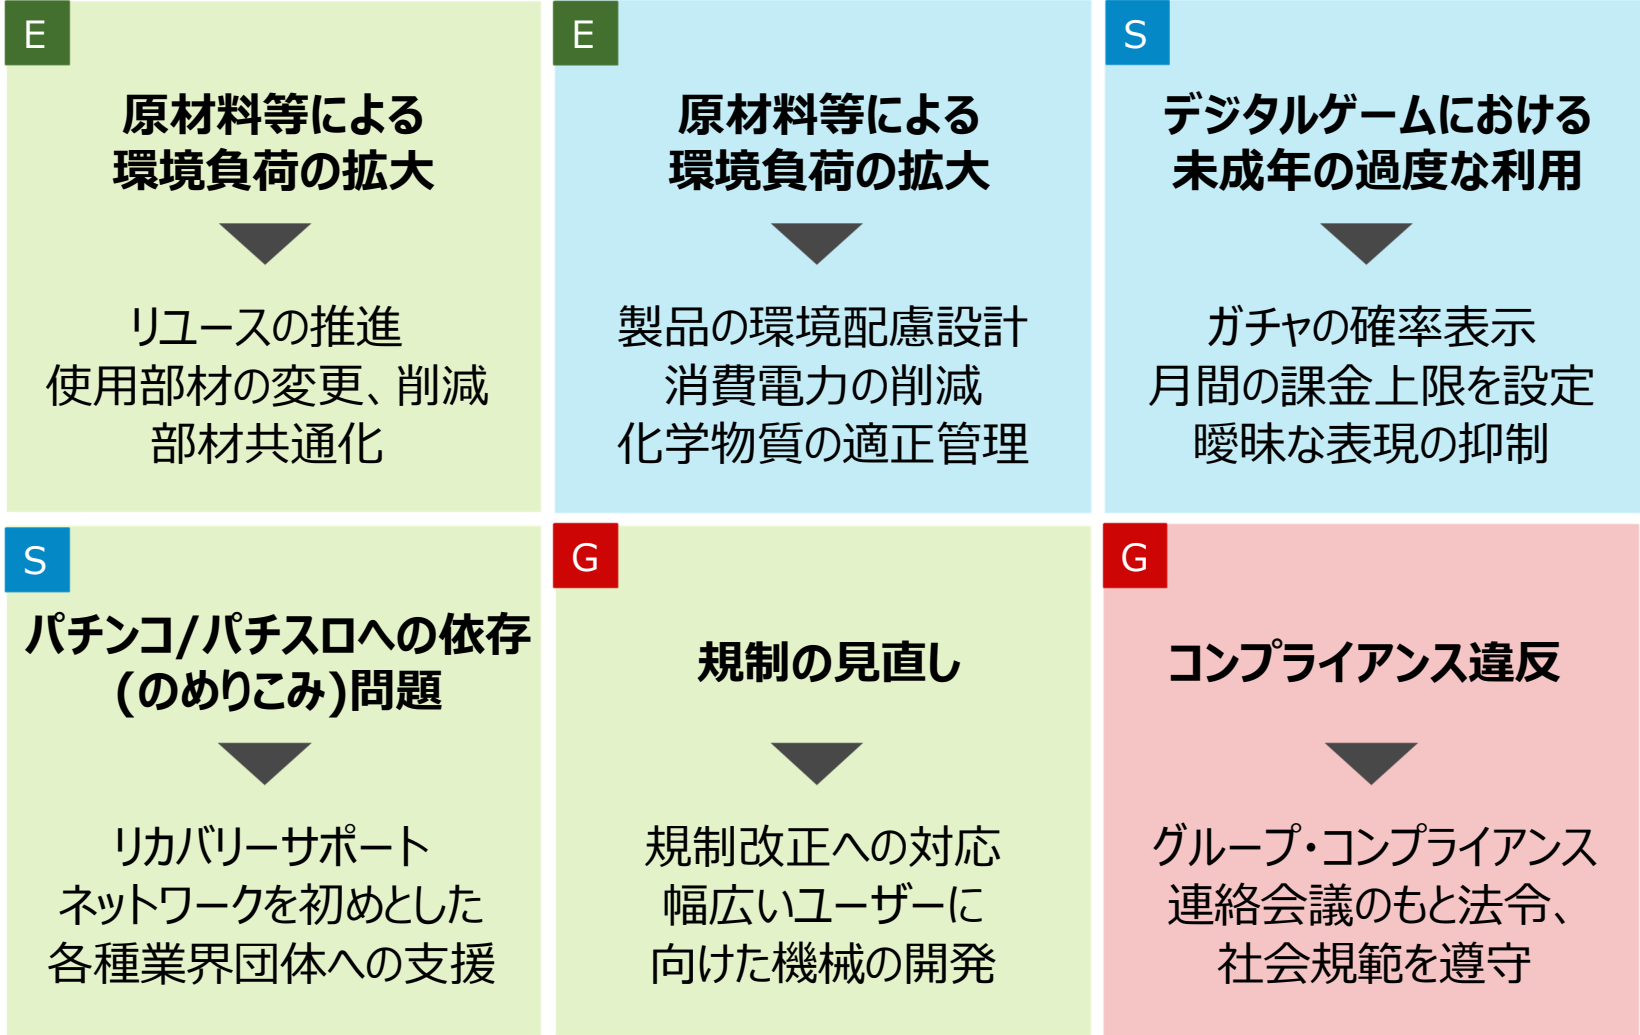 E
原材料等による
環境負荷の拡大
リユースの推進
使用部材の変更、削減
部材共通化
E
原材料等による
環境負荷の拡大
製品の環境配慮設計
消費電力の削減
化学物質の適正管理
S
デジタルゲームにおける
未成年の過度な利用
ガチャの確率表示
月間の課金上限を設定
曖昧な表現の抑制
S
パチンコ/パチスロへの依存
(のめりこみ)問題
リカバリーサポート
ネットワークを初めとした
各種業界団体への支援
G
規制の見直し
規制改正への対応
幅広いユーザーに
向けた機械の開発
G
コンプライアンス違反
グループ・コンプライアンス
連絡会議のもと法令、
社会規範を遵守